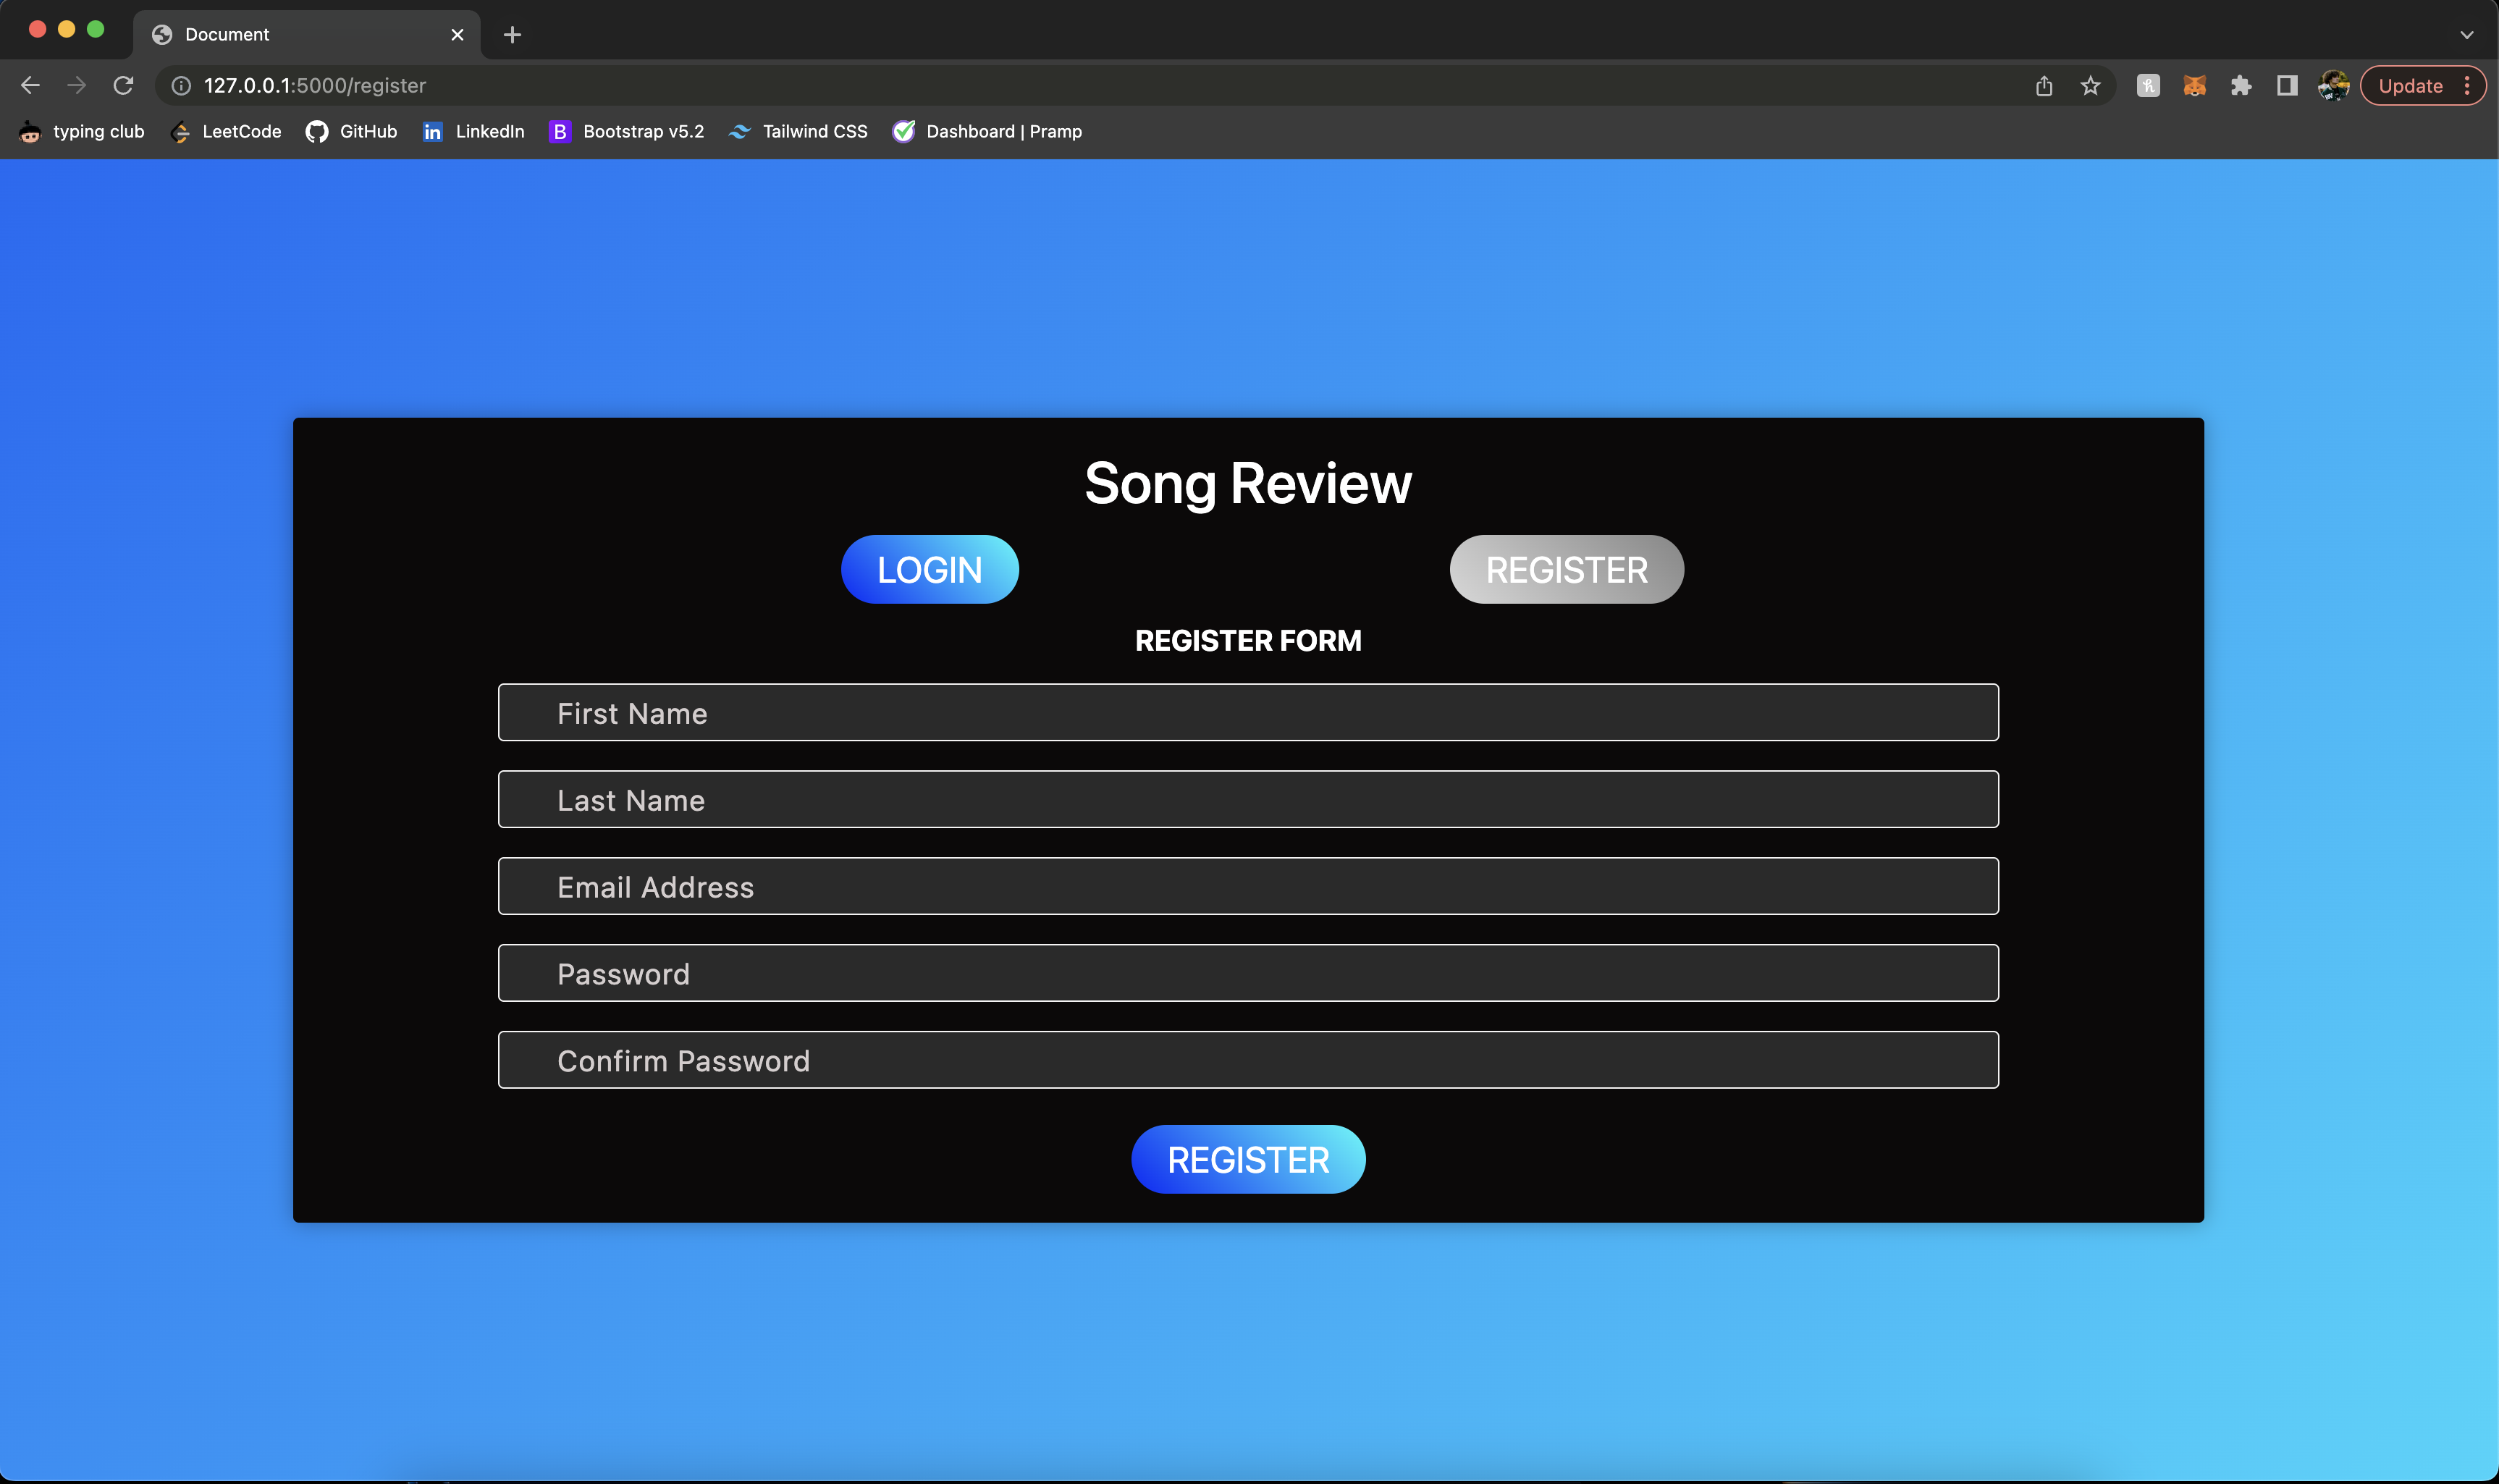 Document
127.0.0.1:5000/register
Update
typing club LeetCode GitHub in LinkedIn B Bootstrap v5.2 Tailwind CSS Dashboard | Pramp
Song Review
LOGIN REGISTER
REGISTER FORM
First Name
Last Name
Email Address
Password
Confirm Password
REGISTER